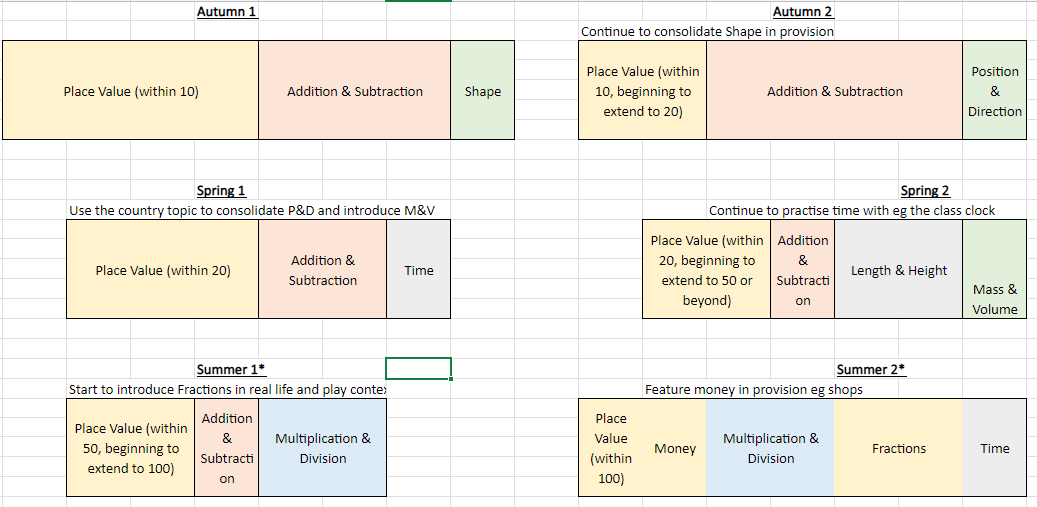 Autumn 1
Autumn 2
Continue to consolidate Shape in provision
Place Value (within 10)
Addition & Subtraction
Shape
Place Value (within
10, beginning to
extend to 20)
Addition & Subtraction
Position
&
Direction
Spring 1
Spring 2
Use the country topic to consolidate P&D and introduce M&V
Continue to practise time with eg the class clock
Place Value (within 20)
Addition &
Subtraction
Time
Place Value (within
20, beginning to
extend to 50 or
beyond)
Addition
&
Subtracti
on
Length & Height
Mass &
Volume
Summer 1*
Summer 2*
Start to introduce Fractions in real life and play conte
Feature money in provision eg shops
Place Value (within
50, beginning to
extend to 100)
Addition
&
Subtracti
on
Multiplication &
Division
Place
Value
(within
100)
Money
Multiplication &
Division
Fractions
Time